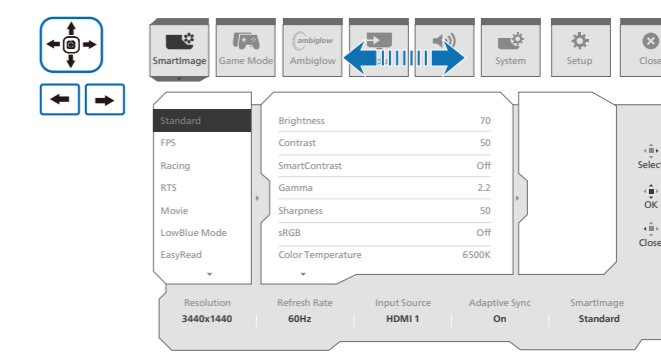 SmartImage Game Mode ambiglow Ambiglow System Setup Close
Standard
FPS
Racing
RTS
Movie
LowBlue Mode
EasyRead
Brightness 70
Contrast 50
SmartContrast Off
Gamma 2.2
Sharpness 50
sRGB Off
Color Temperature 6500K
Select
OK
Close
Resolution Refresh Rate Input Source Adaptive Sync SmartImage
3440x1440 60Hz HDMI 1 On Standard